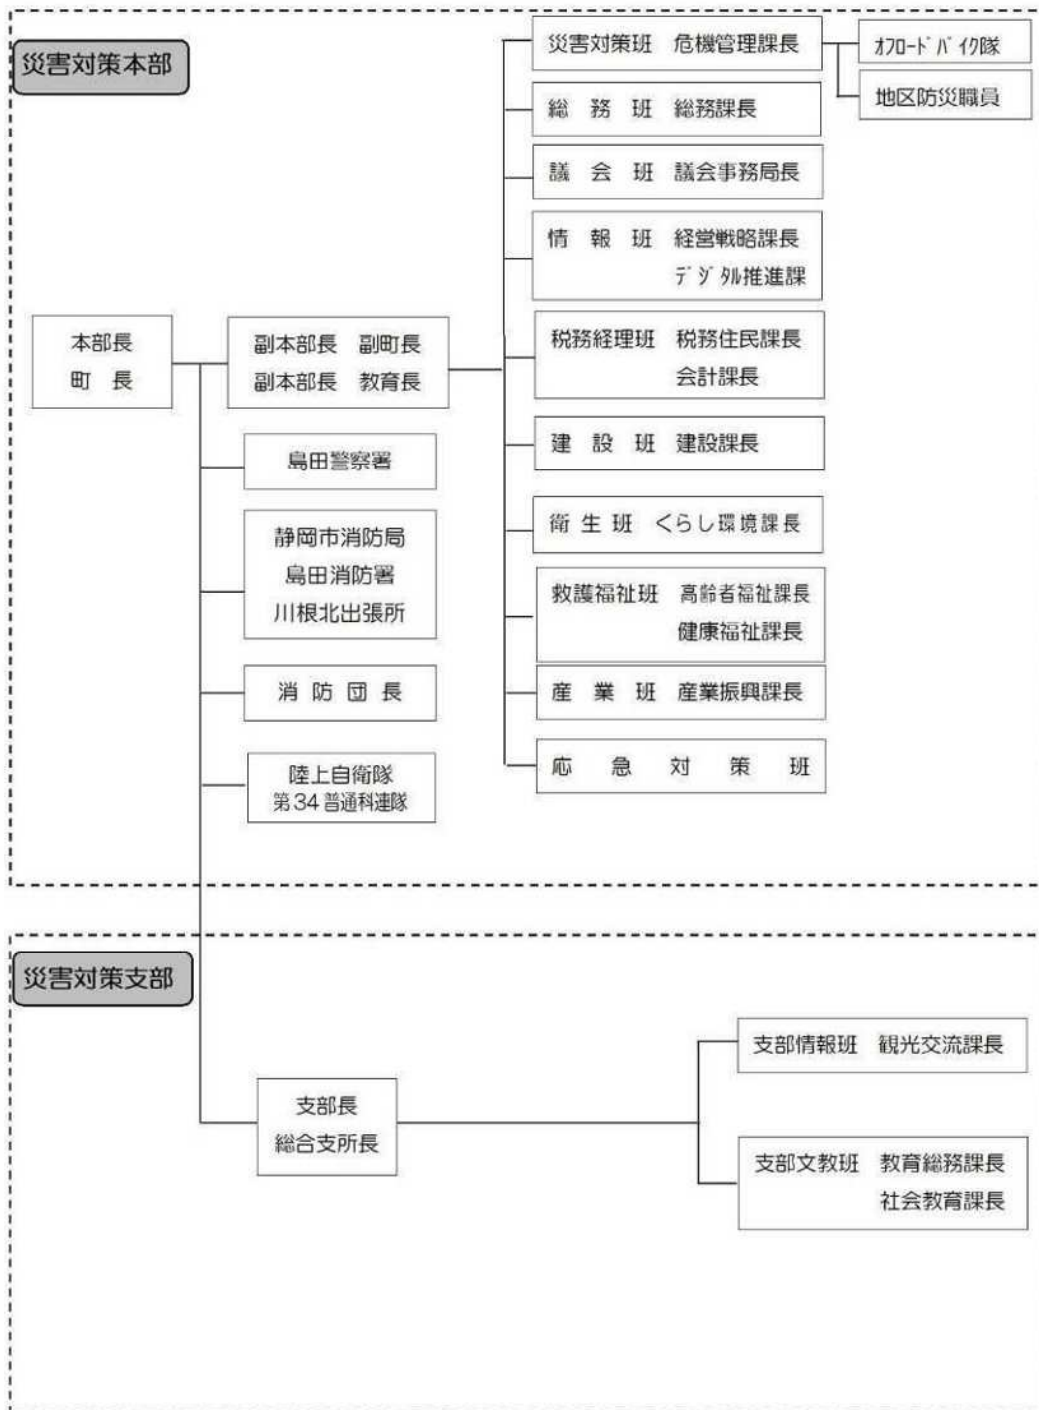 災害対策本部
災害対策班 危機管理課長
オフロードバイク隊
地区防災職員
総務班 総務課長
議会班 議会事務局長
情報班 経営戦略課長
デジタル推進課
税務経理班 税務住民課長
会計課長
建設班 建設課長
衛生班 くらし環境課長
救護福祉班 高齢者福祉課長
健康福祉課長
産業班 産業振興課長
応急対策班
本部長
町長
副本部長 副町長
副本部長 教育長
島田警察署
静岡市消防局
島田消防署
川根北出張所
消防団長
陸上自衛隊
第34普通科連隊
災害対策支部
支部長
総合支所長
支部情報班 観光交流課長
支部文教班 教育総務課長
社会教育課長